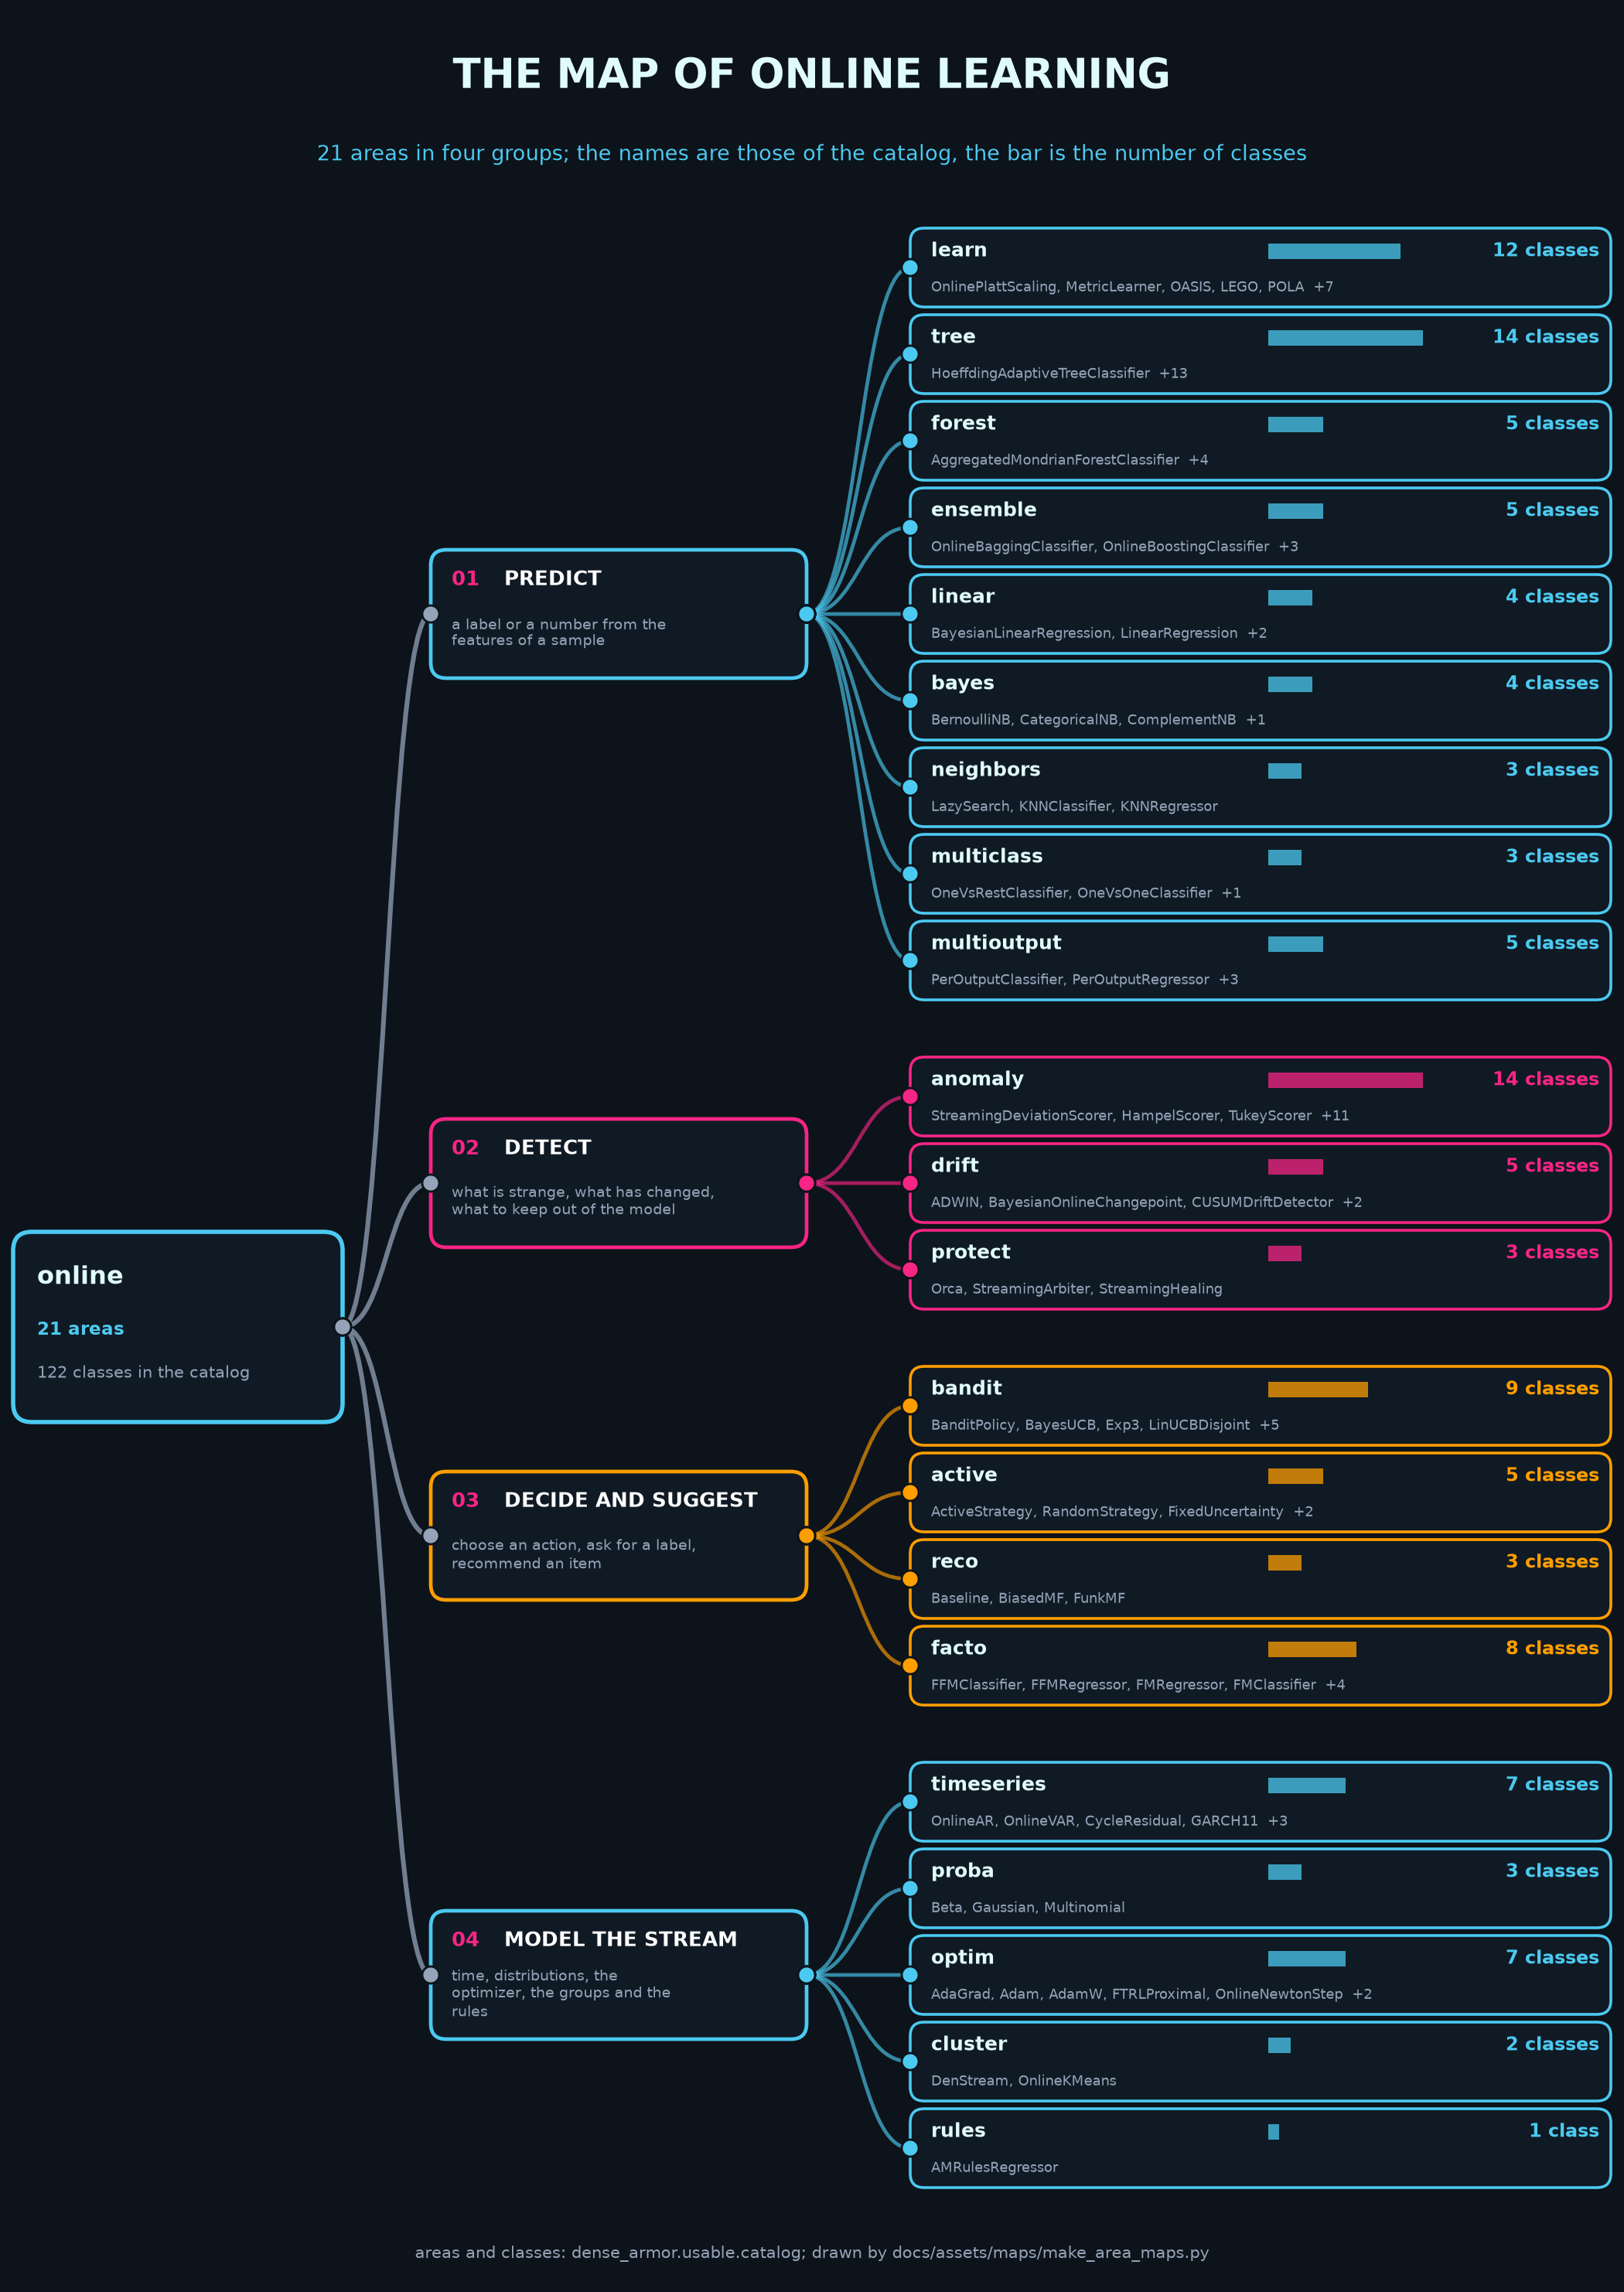 THE MAP OF ONLINE LEARNING
21 areas in four groups; the names are those of the catalog, the bar is the number of classes
online
21 areas
122 classes in the catalog
01 PREDICT
a label or a number from the
features of a sample
learn 12 classes
OnlinePlattScaling, MetricLearner, OASIS, LEGO, POLA +7
tree 14 classes
HoeffdingAdaptiveTreeClassifier +13
forest 5 classes
AggregatedMondrianForestClassifier +4
ensemble 5 classes
OnlineBaggingClassifier, OnlineBoostingClassifier +3
linear 4 classes
BayesianLinearRegression, LinearRegression +2
bayes 4 classes
BernoulliNB, CategoricalNB, ComplementNB +1
neighbors 3 classes
LazySearch, KNNClassifier, KNNRegressor
multiclass 3 classes
OneVsRestClassifier, OneVsOneClassifier +1
multioutput 5 classes
PerOutputClassifier, PerOutputRegressor +3
02 DETECT
what is strange, what has changed,
what to keep out of the model
anomaly 14 classes
StreamingDeviationScorer, HampelScorer, TukeyScorer +11
drift 5 classes
ADWIN, BayesianOnlineChangepoint, CUSUMDriftDetector +2
protect 3 classes
Orca, StreamingArbiter, StreamingHealing
03 DECIDE AND SUGGEST
choose an action, ask for a label,
recommend an item
bandit 9 classes
BanditPolicy, BayesUCB, Exp3, LinUCBDisjoint +5
active 5 classes
ActiveStrategy, RandomStrategy, FixedUncertainty +2
reco 3 classes
Baseline, BiasedMF, FunkMF
facto 8 classes
FFMClassifier, FFMRegressor, FMRegressor, FMClassifier +4
04 MODEL THE STREAM
time, distributions, the
optimizer, the groups and the
rules
timeseries 7 classes
OnlineAR, OnlineVAR, CycleResidual, GARCH11 +3
proba 3 classes
Beta, Gaussian, Multinomial
optim 7 classes
AdaGrad, Adam, AdamW, FTRLProximal, OnlineNewtonStep +2
cluster 2 classes
DenStream, OnlineKMeans
rules 1 class
AMRulesRegressor
areas and classes: dense_armor.usable.catalog; drawn by docs/assets/maps/make_area_maps.py